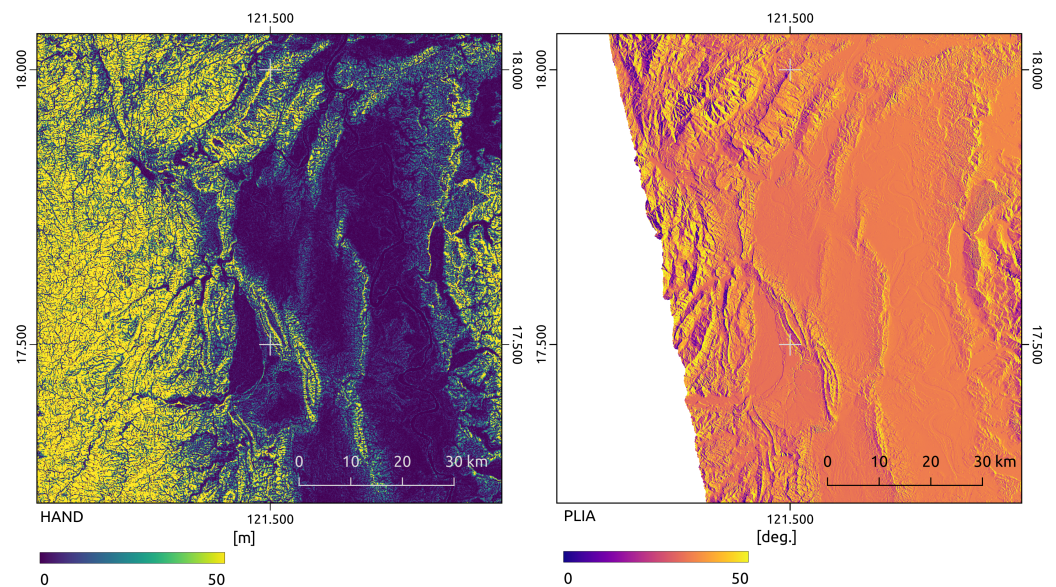 121.500 121.500
18.000 18.000 18.000 18.000
17.500 17.500 17.500 17.500
0 10 20 30 km 0 10 20 30 km
HAND 121.500 PLIA 121.500
[m] [deg.]
0 50 0 50